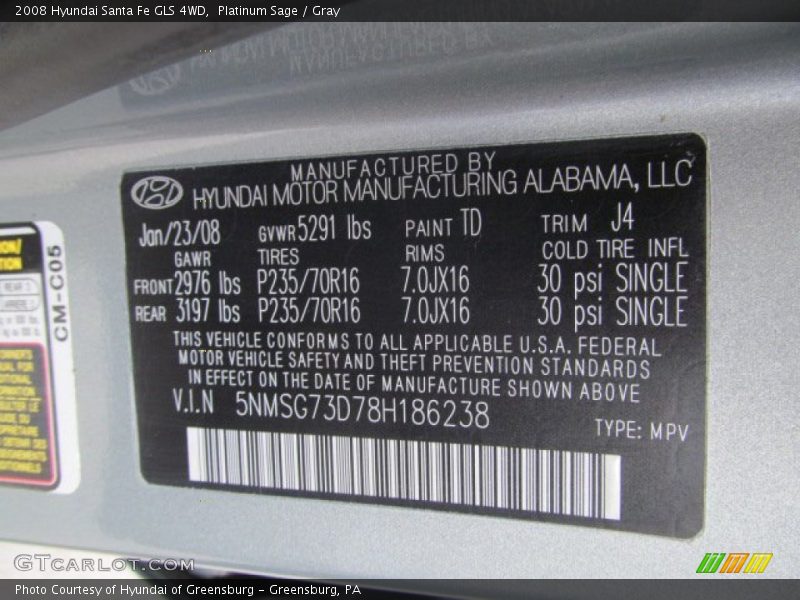 2008 Hyundai Santa Fe GLS 4WD, Platinum Sage / Gray
MANUFACTURED BY
HYUNDAI MOTOR MANUFACTURING ALABAMA, LLC
Jan/23/08 GVWR 5291 lbs PAINT TD TRIM J4
GAWR TIRES RIMS COLD TIRE INFL
FRONT 2976 lbs P235/70R16 7.0JX16 30 psi SINGLE
REAR 3197 lbs P235/70R16 7.0JX16 30 psi SINGLE
THIS VEHICLE CONFORMS TO ALL APPLICABLE U.S.A. FEDERAL
MOTOR VEHICLE SAFETY AND THEFT PREVENTION STANDARDS
IN EFFECT ON THE DATE OF MANUFACTURE SHOWN ABOVE
V.I.N 5NMSG73D78H186238
TYPE: MPV
CM-C05
GTCARLOT.COM
Photo Courtesy of Hyundai of Greensburg - Greensburg, PA